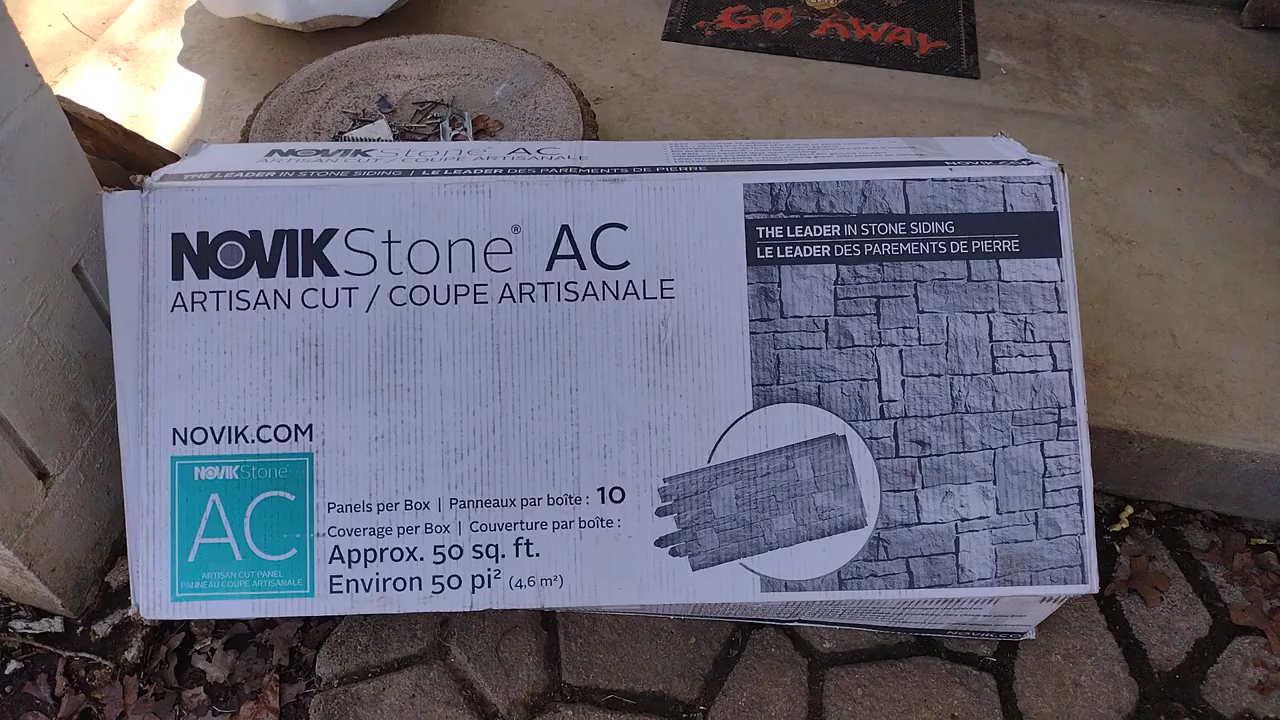 GO AWAY
NOVIKStone® AC
ARTISAN CUT / COUPE ARTISANALE
NOVIK.COM
THE LEADER IN STONE SIDING | LE LEADER DES PAREMENTS DE PIERRE
THE LEADER IN STONE SIDING
LE LEADER DES PAREMENTS DE PIERRE
NOVIKStone® AC
ARTISAN CUT / COUPE ARTISANALE
NOVIK.COM
NOVIKStone
AC
ARTISAN CUT PANEL
PANNEAU COUPE ARTISANALE
Panels per Box | Panneaux par boîte : 10
Coverage per Box | Couverture par boîte :
Approx. 50 sq. ft.
Environ 50 pi² (4,6 m²)
NOVIK.COM